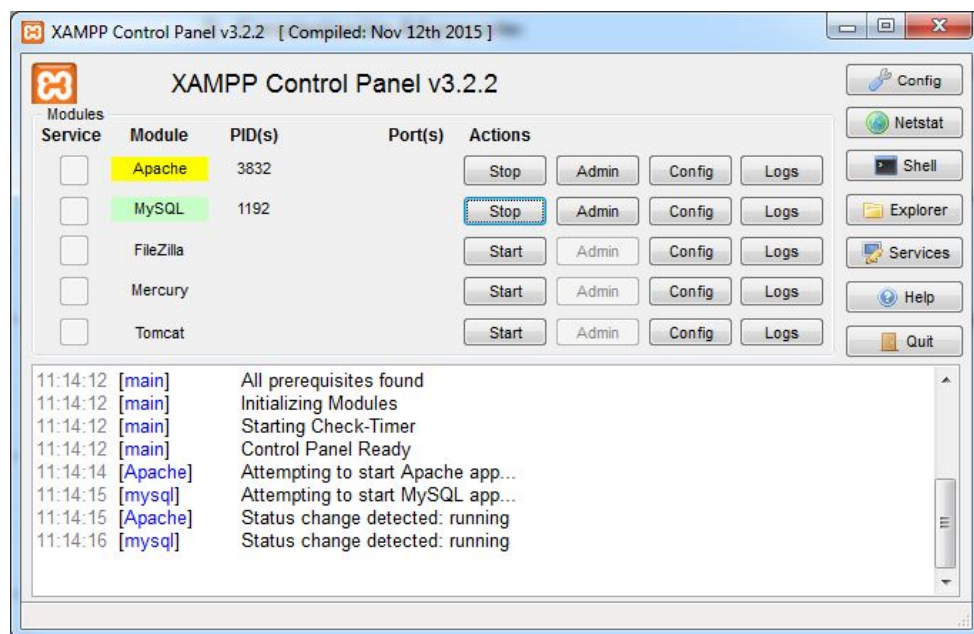 XAMPP Control Panel v3.2.2 [ Compiled: Nov 12th 2015 ]
XAMPP Control Panel v3.2.2
Config
Modules
Service Module PID(s) Port(s) Actions
Netstat
Apache 3832 Stop Admin Config Logs
Shell
MySQL 1192 Stop Admin Config Logs
Explorer
FileZilla Start Admin Config Logs
Services
Mercury Start Admin Config Logs
Help
Tomcat Start Admin Config Logs
Quit
11:14:12 [main] All prerequisites found
11:14:12 [main] Initializing Modules
11:14:12 [main] Starting Check-Timer
11:14:12 [main] Control Panel Ready
11:14:14 [Apache] Attempting to start Apache app...
11:14:15 [mysql] Attempting to start MySQL app...
11:14:15 [Apache] Status change detected: running
11:14:16 [mysql] Status change detected: running